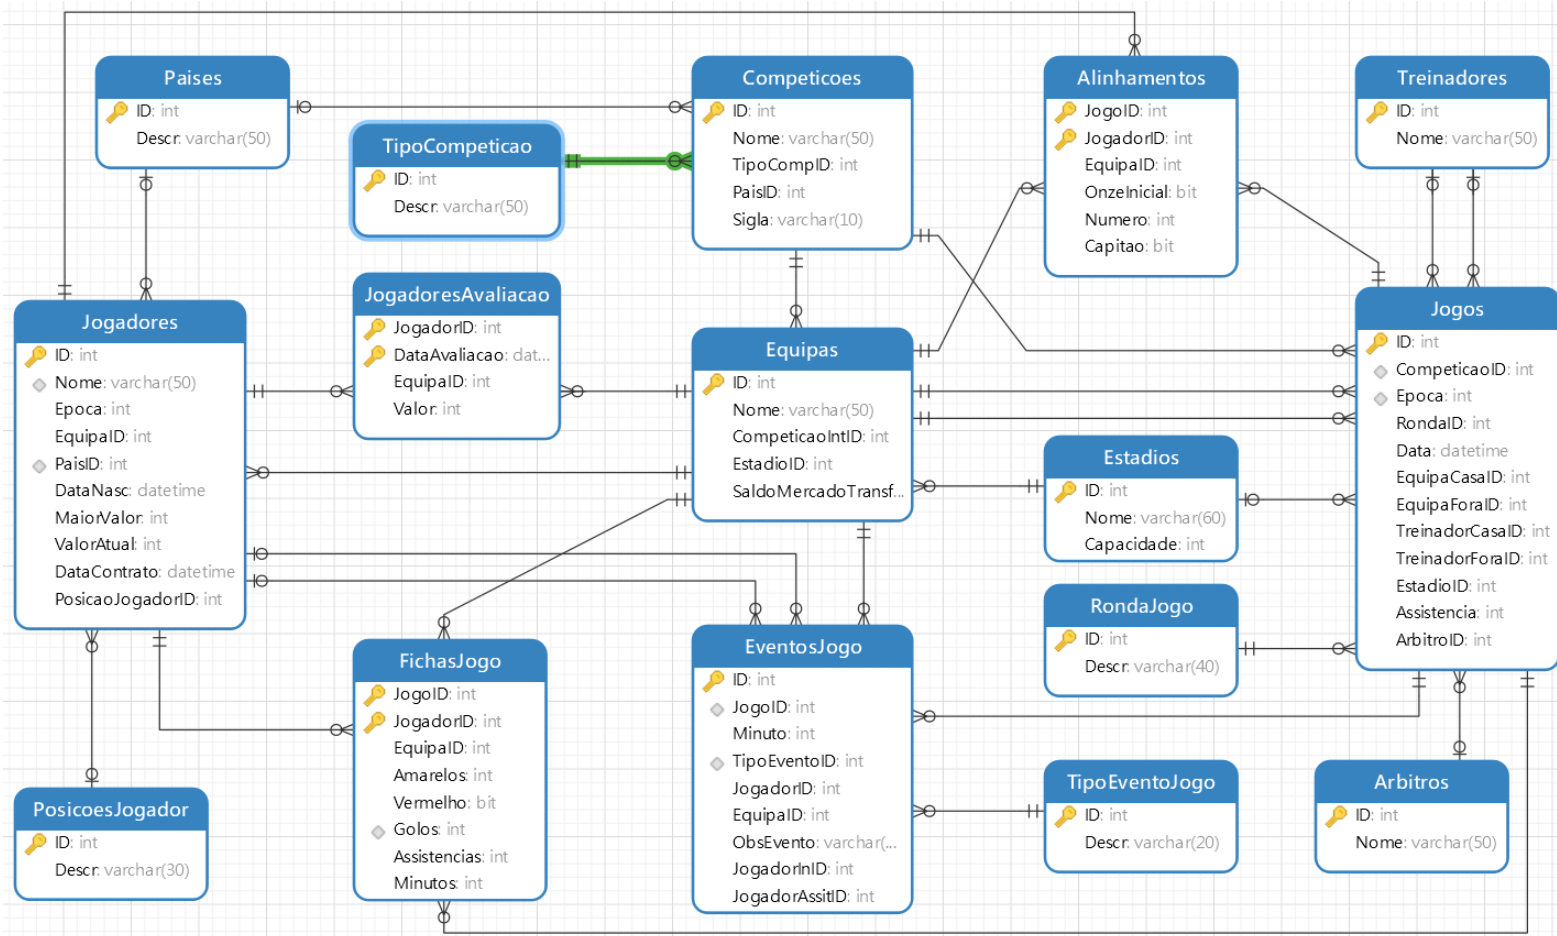 Paises
ID: int
Descr: varchar(50)
TipoCompeticao
ID: int
Descr: varchar(50)
Competicoes
ID: int
Nome: varchar(50)
TipoCompID: int
PaisID: int
Sigla: varchar(10)
Alinhamentos
JogoID: int
JogadorID: int
EquipaID: int
OnzeInicial: bit
Numero: int
Capitao: bit
Treinadores
ID: int
Nome: varchar(50)
Jogadores
ID: int
Nome: varchar(50)
Epoca: int
EquipaID: int
PaisID: int
DataNasc: datetime
MaiorValor: int
ValorAtual: int
DataContrato: datetime
PosicaoJogadorID: int
JogadoresAvaliacao
JogadorID: int
DataAvaliacao: dat...
EquipaID: int
Valor: int
Equipas
ID: int
Nome: varchar(50)
CompeticaoIntID: int
EstadioID: int
SaldoMercadoTransf...
Jogos
ID: int
CompeticaoID: int
Epoca: int
RondaID: int
Data: datetime
EquipaCasaID: int
EquipaForaID: int
TreinadorCasaID: int
TreinadorForaID: int
EstadioID: int
Assistencia: int
ArbitroID: int
Estadios
ID: int
Nome: varchar(60)
Capacidade: int
RondaJogo
ID: int
Descr: varchar(40)
PosicoesJogador
ID: int
Descr: varchar(30)
FichasJogo
JogoID: int
JogadorID: int
EquipaID: int
Amarelos: int
Vermelho: bit
Golos: int
Assistencias: int
Minutos: int
EventosJogo
ID: int
JogoID: int
Minuto: int
TipoEventoID: int
JogadorID: int
EquipaID: int
ObsEvento: varchar(...
JogadorInID: int
JogadorAssitID: int
TipoEventoJogo
ID: int
Descr: varchar(20)
Arbitros
ID: int
Nome: varchar(50)